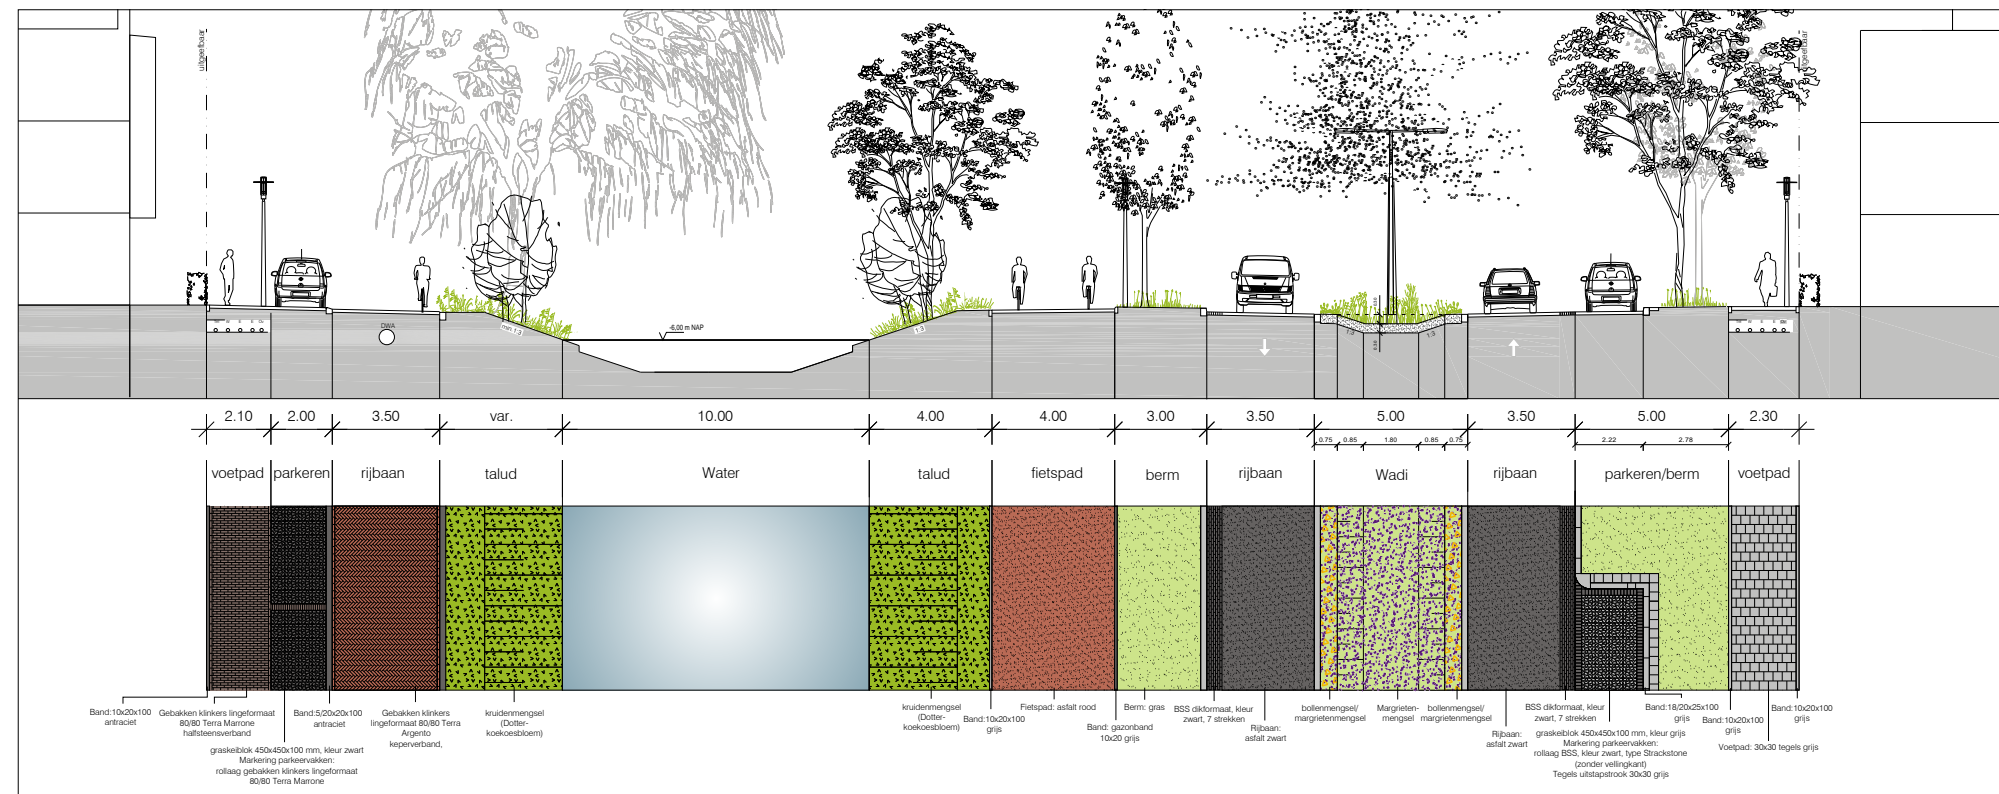 uitgeefbaar
DWA
min 1:3
-6,00 m NAP
1:3
1:3
1:3
2.10
2.00
3.50
var.
10.00
4.00
4.00
3.00
3.50
5.00
3.50
5.00
2.30
0.75
0.85
1.80
0.85
0.75
2.22
2.78
voetpad
parkeren
rijbaan
talud
Water
talud
fietspad
berm
rijbaan
Wadi
rijbaan
parkeren/berm
voetpad
Band:10x20x100
antraciet
Gebakken klinkers lingeformaat
80/80 Terra Marrone
halfsteensverband
graskeiblok 450x450x100 mm, kleur zwart
Markering parkeervakken:
rollaag gebakken klinkers lingeformaat
80/80 Terra Marrone
Band:5/20x20x100
antraciet
Gebakken klinkers
lingeformaat 80/80 Terra
Argento
keperverband,
kruidenmengsel
(Dotter-
koekoesbloem)
kruidenmengsel
(Dotter-
koekoesbloem)
Band:10x20x100
grijs
Fietspad: asfalt rood
Band: gazonband
10x20 grijs
Berm: gras
BSS dikformaat, kleur
zwart, 7 strekken
Rijbaan:
asfalt zwart
bollenmengsel/
margrietenmengsel
Margrieten-
mengsel
bollenmengsel/
margrietenmengsel
Rijbaan:
asfalt zwart
BSS dikformaat, kleur
zwart, 7 strekken
graskeiblok 450x450x100 mm, kleur grijs
Markering parkeervakken:
rollaag BSS, kleur zwart, type Strackstone
(zonder vellingkant)
Tegels uitstapstrook 30x30 grijs
Band:18/20x25x100
grijs
Band:10x20x100
grijs
Voetpad: 30x30 tegels grijs
Band:10x20x100
grijs